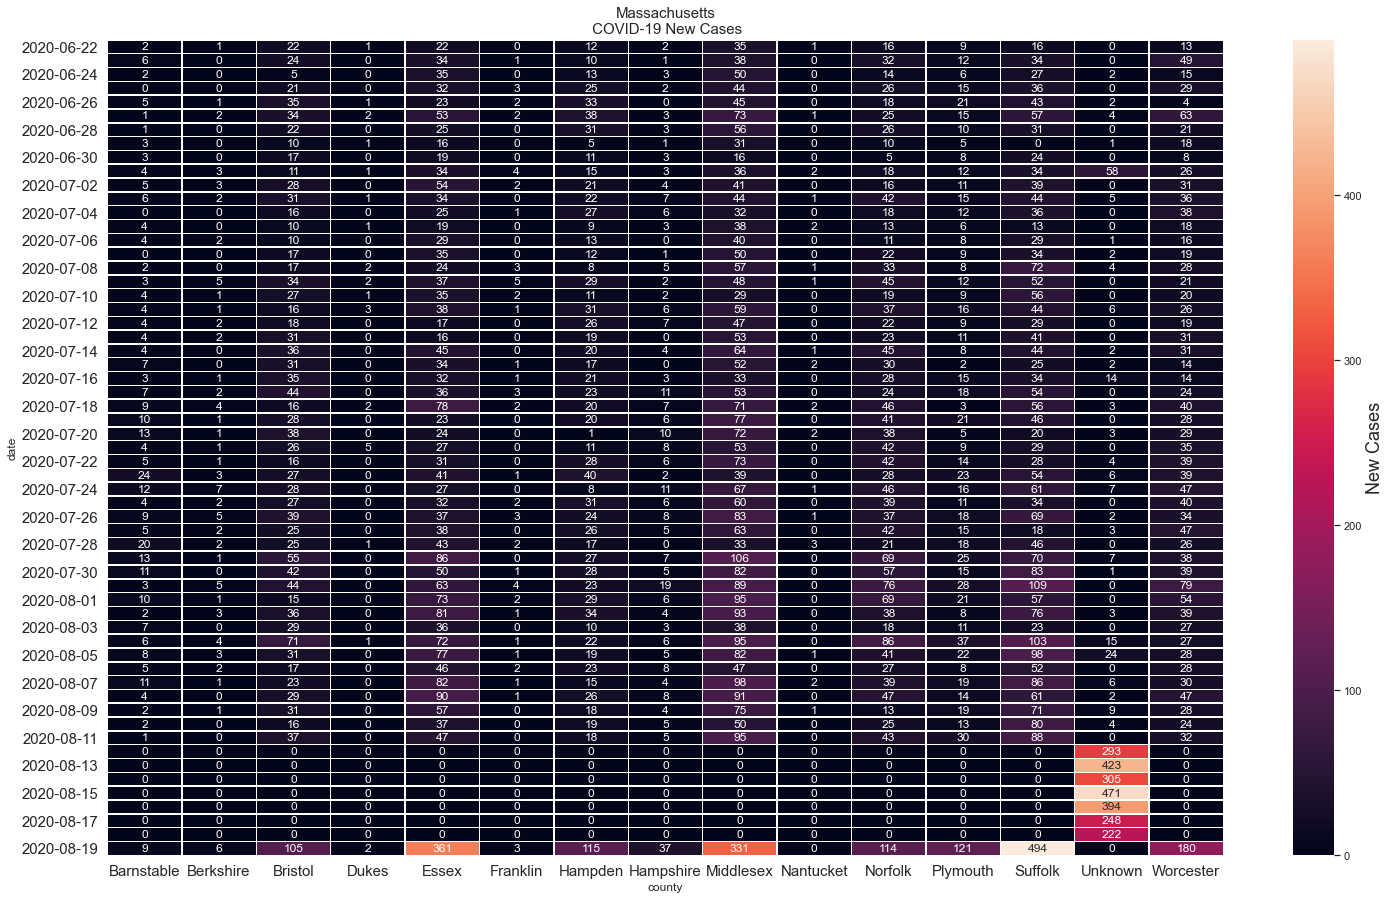 Massachusetts
COVID-19 New Cases
2020-06-22 2 1 22 1 22 0 12 2 35 1 16 9 16 0 13
6 0 24 0 34 1 10 1 38 0 32 12 34 0 49
2020-06-24 2 0 5 0 35 0 13 3 50 0 14 6 27 2 15
0 0 21 0 32 3 25 2 44 0 26 15 36 0 29
2020-06-26 5 1 35 1 23 2 33 0 45 0 18 21 43 2 4
1 2 34 2 53 2 38 3 73 1 25 15 57 4 63
2020-06-28 1 0 22 0 25 0 31 3 56 0 26 10 31 0 21
3 0 10 1 16 0 5 1 31 0 10 5 0 1 18
2020-06-30 3 0 17 0 19 0 11 3 16 0 5 8 24 0 8
4 3 11 1 34 4 15 3 36 2 18 12 34 58 26
2020-07-02 5 3 28 0 54 2 21 4 41 0 16 11 39 0 31
6 2 31 1 34 0 22 7 44 1 42 15 44 5 36
2020-07-04 0 0 16 0 25 1 27 6 32 0 18 12 36 0 38
4 0 10 1 19 0 9 3 38 2 13 6 13 0 18
2020-07-06 4 2 10 0 29 0 13 0 40 0 11 8 29 1 16
0 0 17 0 35 0 12 1 50 0 22 9 34 2 19
2020-07-08 2 0 17 2 24 3 8 5 57 1 33 8 72 4 28
3 5 34 2 37 5 29 2 48 1 45 12 52 0 21
2020-07-10 4 1 27 1 35 2 11 2 29 0 19 9 56 0 20
4 1 16 3 38 1 31 6 59 0 37 16 44 6 26
2020-07-12 4 2 18 0 17 0 26 7 47 0 22 9 29 0 19
4 2 31 0 16 0 19 0 53 0 23 11 41 0 31
2020-07-14 4 0 36 0 45 0 20 4 64 1 45 8 44 2 31
7 0 31 0 34 1 17 0 52 2 30 2 25 2 14
2020-07-16 3 1 35 0 32 1 21 3 33 0 28 15 34 14 14
7 2 44 0 36 3 23 11 53 0 24 18 54 0 24
2020-07-18 9 4 16 2 78 2 20 7 71 2 46 3 56 3 40
10 1 28 0 23 0 20 6 77 0 41 21 46 0 28
2020-07-20 13 1 38 0 24 0 1 10 72 2 38 5 20 3 29
4 1 26 5 27 0 11 8 53 0 42 9 29 0 35
2020-07-22 5 1 16 0 31 0 28 6 73 0 42 14 28 4 39
24 3 27 0 41 1 40 2 39 0 28 23 54 6 39
2020-07-24 12 7 28 0 27 0 8 11 67 1 46 16 61 7 47
4 2 27 0 32 2 31 6 60 0 39 11 34 0 40
2020-07-26 9 5 39 0 37 3 24 8 83 1 37 18 69 2 34
5 2 25 0 38 0 26 5 63 0 42 15 18 3 47
2020-07-28 20 2 25 1 43 2 17 0 33 3 21 18 46 0 26
13 1 55 0 86 0 27 7 106 0 69 25 70 7 38
2020-07-30 11 0 42 0 50 1 28 5 82 0 57 15 83 1 39
3 5 44 0 63 4 23 19 89 0 76 28 109 0 79
2020-08-01 10 1 15 0 73 2 29 6 95 0 69 21 57 0 54
2 3 36 0 81 1 34 4 93 0 38 8 76 3 39
2020-08-03 7 0 29 0 36 0 10 3 38 0 18 11 23 0 27
6 4 71 1 72 1 22 6 95 0 86 37 103 15 27
2020-08-05 8 3 31 0 77 1 19 5 82 1 41 22 98 24 28
5 2 17 0 46 2 23 8 47 0 27 8 52 0 28
2020-08-07 11 1 23 0 82 1 15 4 98 2 39 19 86 6 30
4 0 29 0 90 1 26 8 91 0 47 14 61 2 47
2020-08-09 2 1 31 0 57 0 18 4 75 1 13 19 71 9 28
2 0 16 0 37 0 19 5 50 0 25 13 80 4 24
2020-08-11 1 0 37 0 47 0 18 5 95 0 43 30 88 0 32
0 0 0 0 0 0 0 0 0 0 0 0 0 293 0
2020-08-13 0 0 0 0 0 0 0 0 0 0 0 0 0 423 0
0 0 0 0 0 0 0 0 0 0 0 0 0 305 0
2020-08-15 0 0 0 0 0 0 0 0 0 0 0 0 0 471 0
0 0 0 0 0 0 0 0 0 0 0 0 0 394 0
2020-08-17 0 0 0 0 0 0 0 0 0 0 0 0 0 248 0
0 0 0 0 0 0 0 0 0 0 0 0 0 222 0
2020-08-19 9 6 105 2 361 3 115 37 331 0 114 121 494 0 180
Barnstable Berkshire Bristol Dukes Essex Franklin Hampden Hampshire Middlesex Nantucket Norfolk Plymouth Suffolk Unknown Worcester
county
date
400
300
200
100
0
New Cases